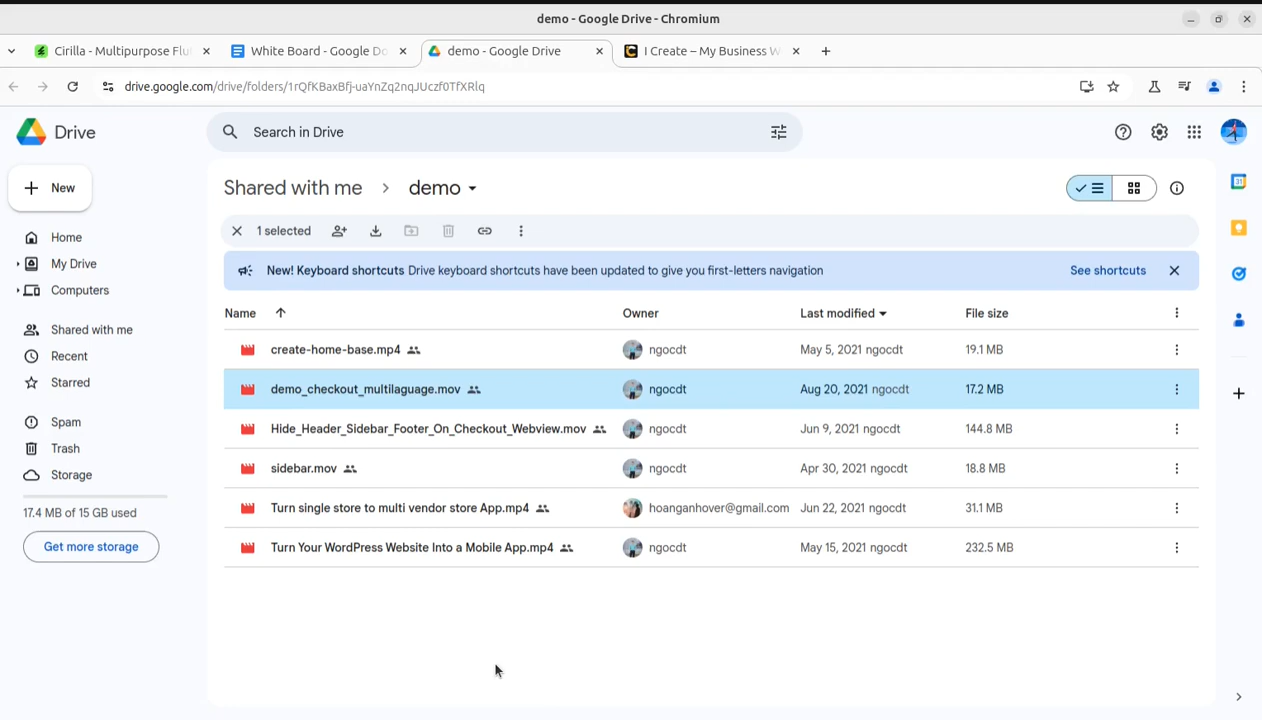 demo - Google Drive - Chromium
Cirilla - Multipurpose Flu
White Board - Google Do
demo - Google Drive
I Create – My Business W
drive.google.com/drive/folders/1rQfKBaxBfj-uaYnZq2nqJUczf0TfXRlq
Drive
Search in Drive
New
Shared with me
demo
1 selected
New! Keyboard shortcuts Drive keyboard shortcuts have been updated to give you first-letters navigation
See shortcuts
Home
My Drive
Computers
Shared with me
Recent
Starred
Spam
Trash
Storage
17.4 MB of 15 GB used
Get more storage
Name Owner Last modified File size
create-home-base.mp4 ngocdt May 5, 2021 ngocdt 19.1 MB
demo_checkout_multilaguage.mov ngocdt Aug 20, 2021 ngocdt 17.2 MB
Hide_Header_Sidebar_Footer_On_Checkout_Webview.mov ngocdt Jun 9, 2021 ngocdt 144.8 MB
sidebar.mov ngocdt Apr 30, 2021 ngocdt 18.8 MB
Turn single store to multi vendor store App.mp4 hoanganhover@gmail.com Jun 22, 2021 ngocdt 31.1 MB
Turn Your WordPress Website Into a Mobile App.mp4 ngocdt May 15, 2021 ngocdt 232.5 MB
31